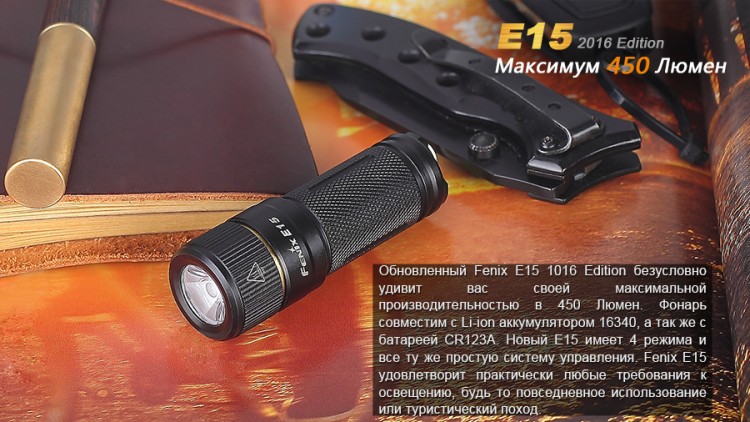 E15 2016 Edition
Максимум 450 Люмен
FENIX E15
Обновленный Fenix E15 1016 Edition безусловно
удивит вас своей максимальной
производительностью в 450 Люмен. Фонарь
совместим с Li-ion аккумулятором 16340, а так же с
батареей CR123A. Новый E15 имеет 4 режима и
все ту же простую систему управления. Fenix E15
удовлетворит практически любые требования к
освещению, будь то повседневное использование
или туристический поход